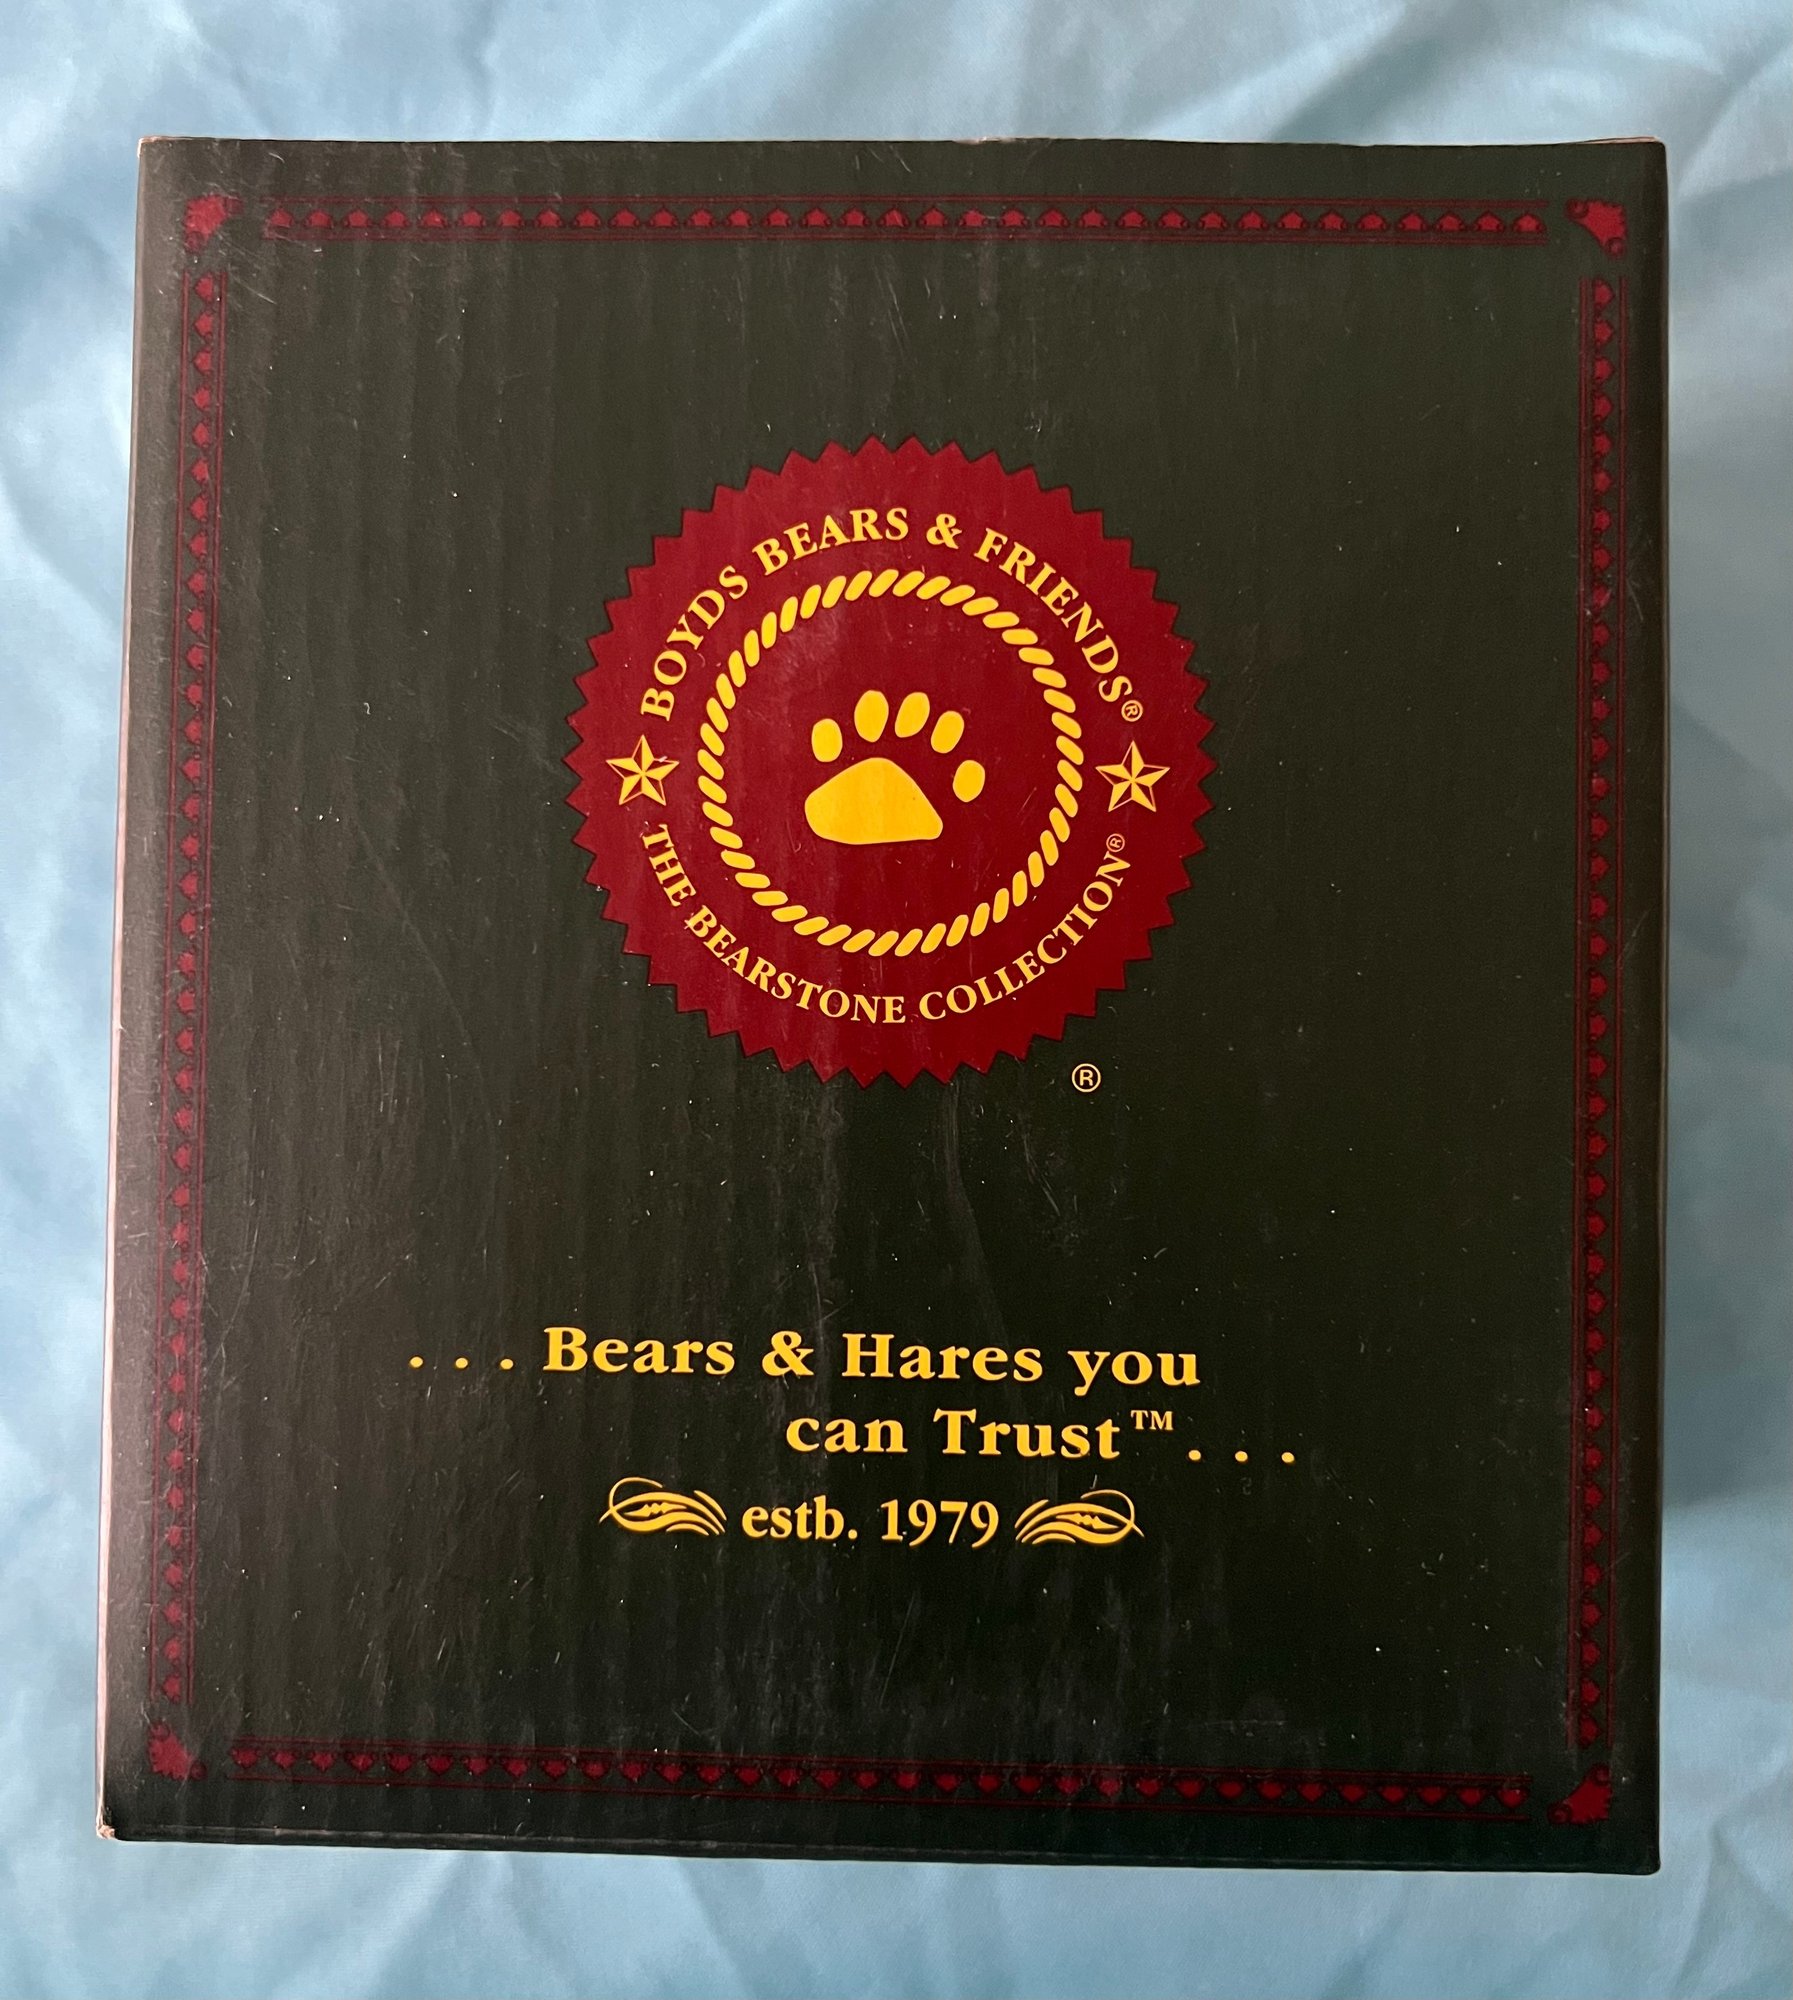 BOYDS BEARS & FRIENDS®
THE BEARSTONE COLLECTION®
®
. . . Bears & Hares you
can Trust™ . . .
estb. 1979